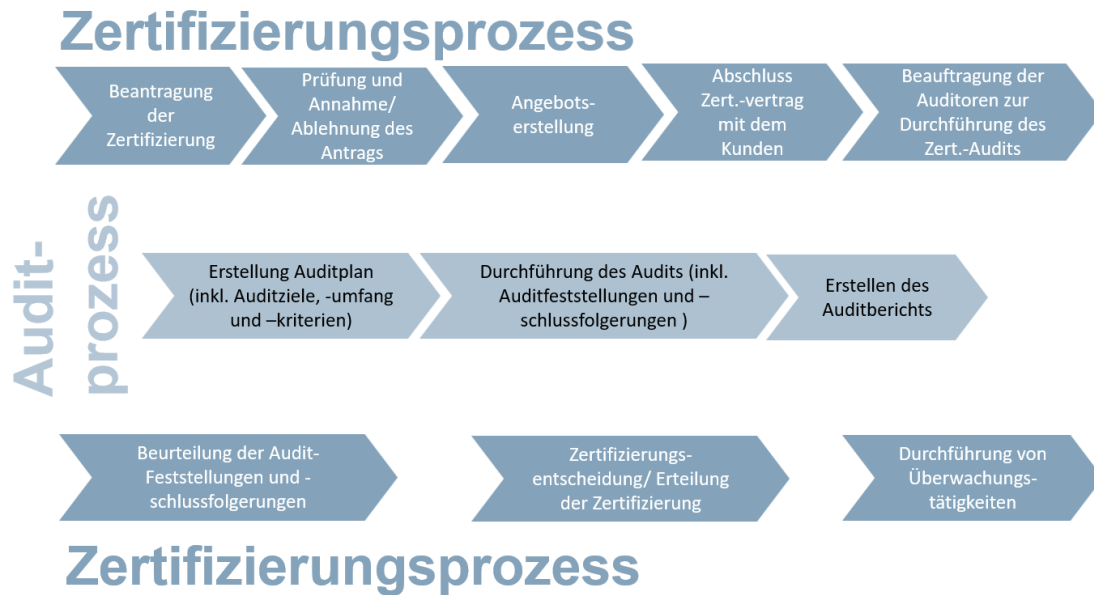 Zertifizierungsprozess
Beantragung
der
Zertifizierung
Prüfung und
Annahme/
Ablehnung des
Antrags
Angebots-
erstellung
Abschluss
Zert.-vertrag
mit dem
Kunden
Beauftragung der
Auditoren zur
Durchführung des
Zert.-Audits
Audit-
prozess
Erstellung Auditplan
(inkl. Auditziele, -umfang
und –kriterien)
Durchführung des Audits (inkl.
Auditfeststellungen und –
schlussfolgerungen )
Erstellen des
Auditberichts
Beurteilung der Audit-
Feststellungen und -
schlussfolgerungen
Zertifizierungs-
entscheidung/ Erteilung
der Zertifizierung
Durchführung von
Überwachungs-
tätigkeiten
Zertifizierungsprozess